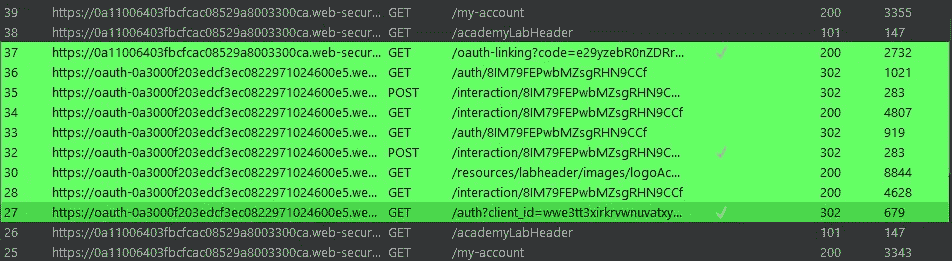 39 https://0a11006403fbcfcac08529a8003300ca.web-secur... GET /my-account 200 3355
38 https://0a11006403fbcfcac08529a8003300ca.web-secur... GET /academyLabHeader 101 147
37 https://0a11006403fbcfcac08529a8003300ca.web-secur... GET /oauth-linking?code=e29yzebR0nZDRr... ✓ 200 2732
36 https://oauth-0a3000f203edcf3ec0822971024600e5.we... GET /auth/8IM79FEPwbMZsgRHN9CCf 302 1021
35 https://oauth-0a3000f203edcf3ec0822971024600e5.we... POST /interaction/8IM79FEPwbMZsgRHN9C... 302 283
34 https://oauth-0a3000f203edcf3ec0822971024600e5.we... GET /interaction/8IM79FEPwbMZsgRHN9CCf 200 4807
33 https://oauth-0a3000f203edcf3ec0822971024600e5.we... GET /auth/8IM79FEPwbMZsgRHN9CCf 302 919
32 https://oauth-0a3000f203edcf3ec0822971024600e5.we... POST /interaction/8IM79FEPwbMZsgRHN9C... ✓ 302 283
30 https://oauth-0a3000f203edcf3ec0822971024600e5.we... GET /resources/labheader/images/logoAc... 200 8844
28 https://oauth-0a3000f203edcf3ec0822971024600e5.we... GET /interaction/8IM79FEPwbMZsgRHN9CCf 200 4628
27 https://oauth-0a3000f203edcf3ec0822971024600e5.we... GET /auth?client_id=wwe3tt3xirkrvwnuvatxy... ✓ 302 679
26 https://0a11006403fbcfcac08529a8003300ca.web-secur... GET /academyLabHeader 101 147
25 https://0a11006403fbcfcac08529a8003300ca.web-secur... GET /my-account 200 3343